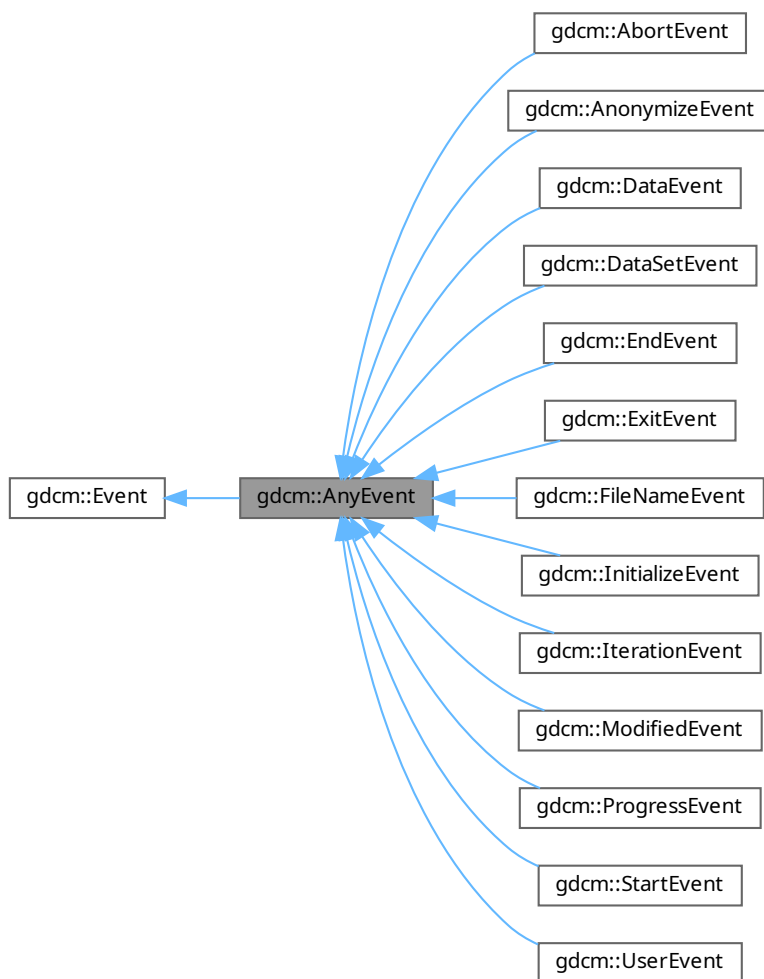 gdcm::AbortEvent
gdcm::AnonymizeEvent
gdcm::DataEvent
gdcm::DataSetEvent
gdcm::EndEvent
gdcm::ExitEvent
gdcm::Event
gdcm::AnyEvent
gdcm::FileNameEvent
gdcm::InitializeEvent
gdcm::IterationEvent
gdcm::ModifiedEvent
gdcm::ProgressEvent
gdcm::StartEvent
gdcm::UserEvent